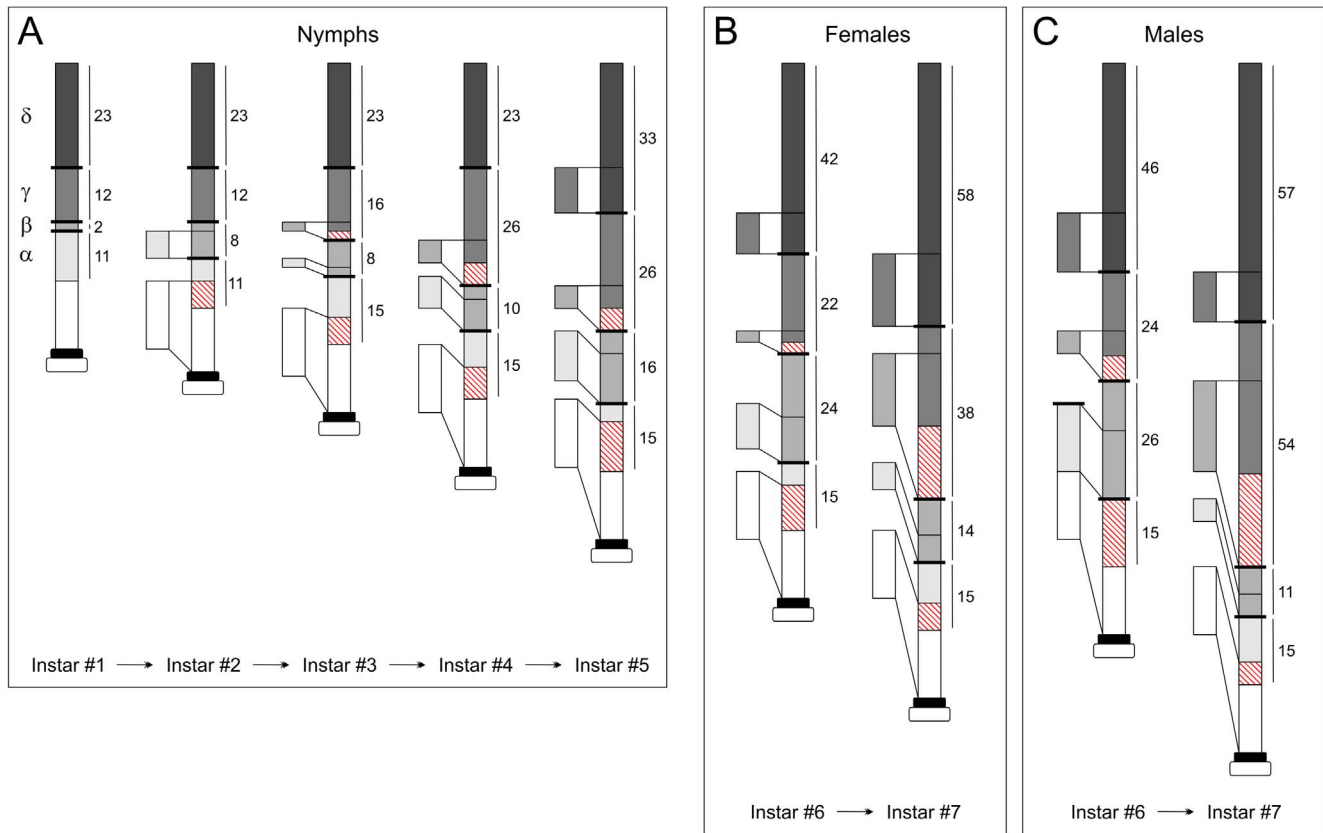 A
Nymphs
δ
γ
β
α
23
12
2
11
23
12
8
11
23
16
8
15
23
26
10
15
33
26
16
15
Instar #1 → Instar #2 → Instar #3 → Instar #4 → Instar #5
B
Females
42
22
24
15
58
38
14
15
Instar #6 → Instar #7
C
Males
46
24
26
15
57
54
11
15
Instar #6 → Instar #7